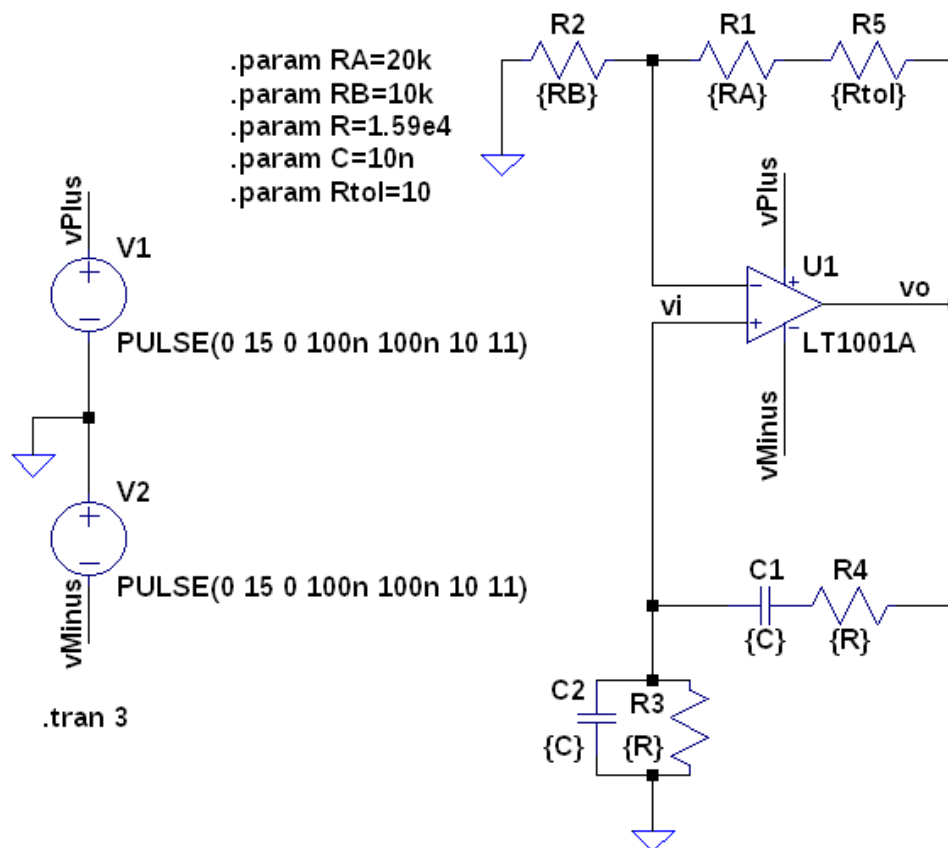 .param RA=20k
.param RB=10k
.param R=1.59e4
.param C=10n
.param Rtol=10
R2
{RB}
R1
{RA}
R5
{Rtol}
vPlus
V1
PULSE(0 15 0 100n 100n 10 11)
V2
PULSE(0 15 0 100n 100n 10 11)
vMinus
.tran 3
vPlus
U1
vi
vo
LT1001A
vMinus
C1
{C}
R4
{R}
C2
{C}
R3
{R}